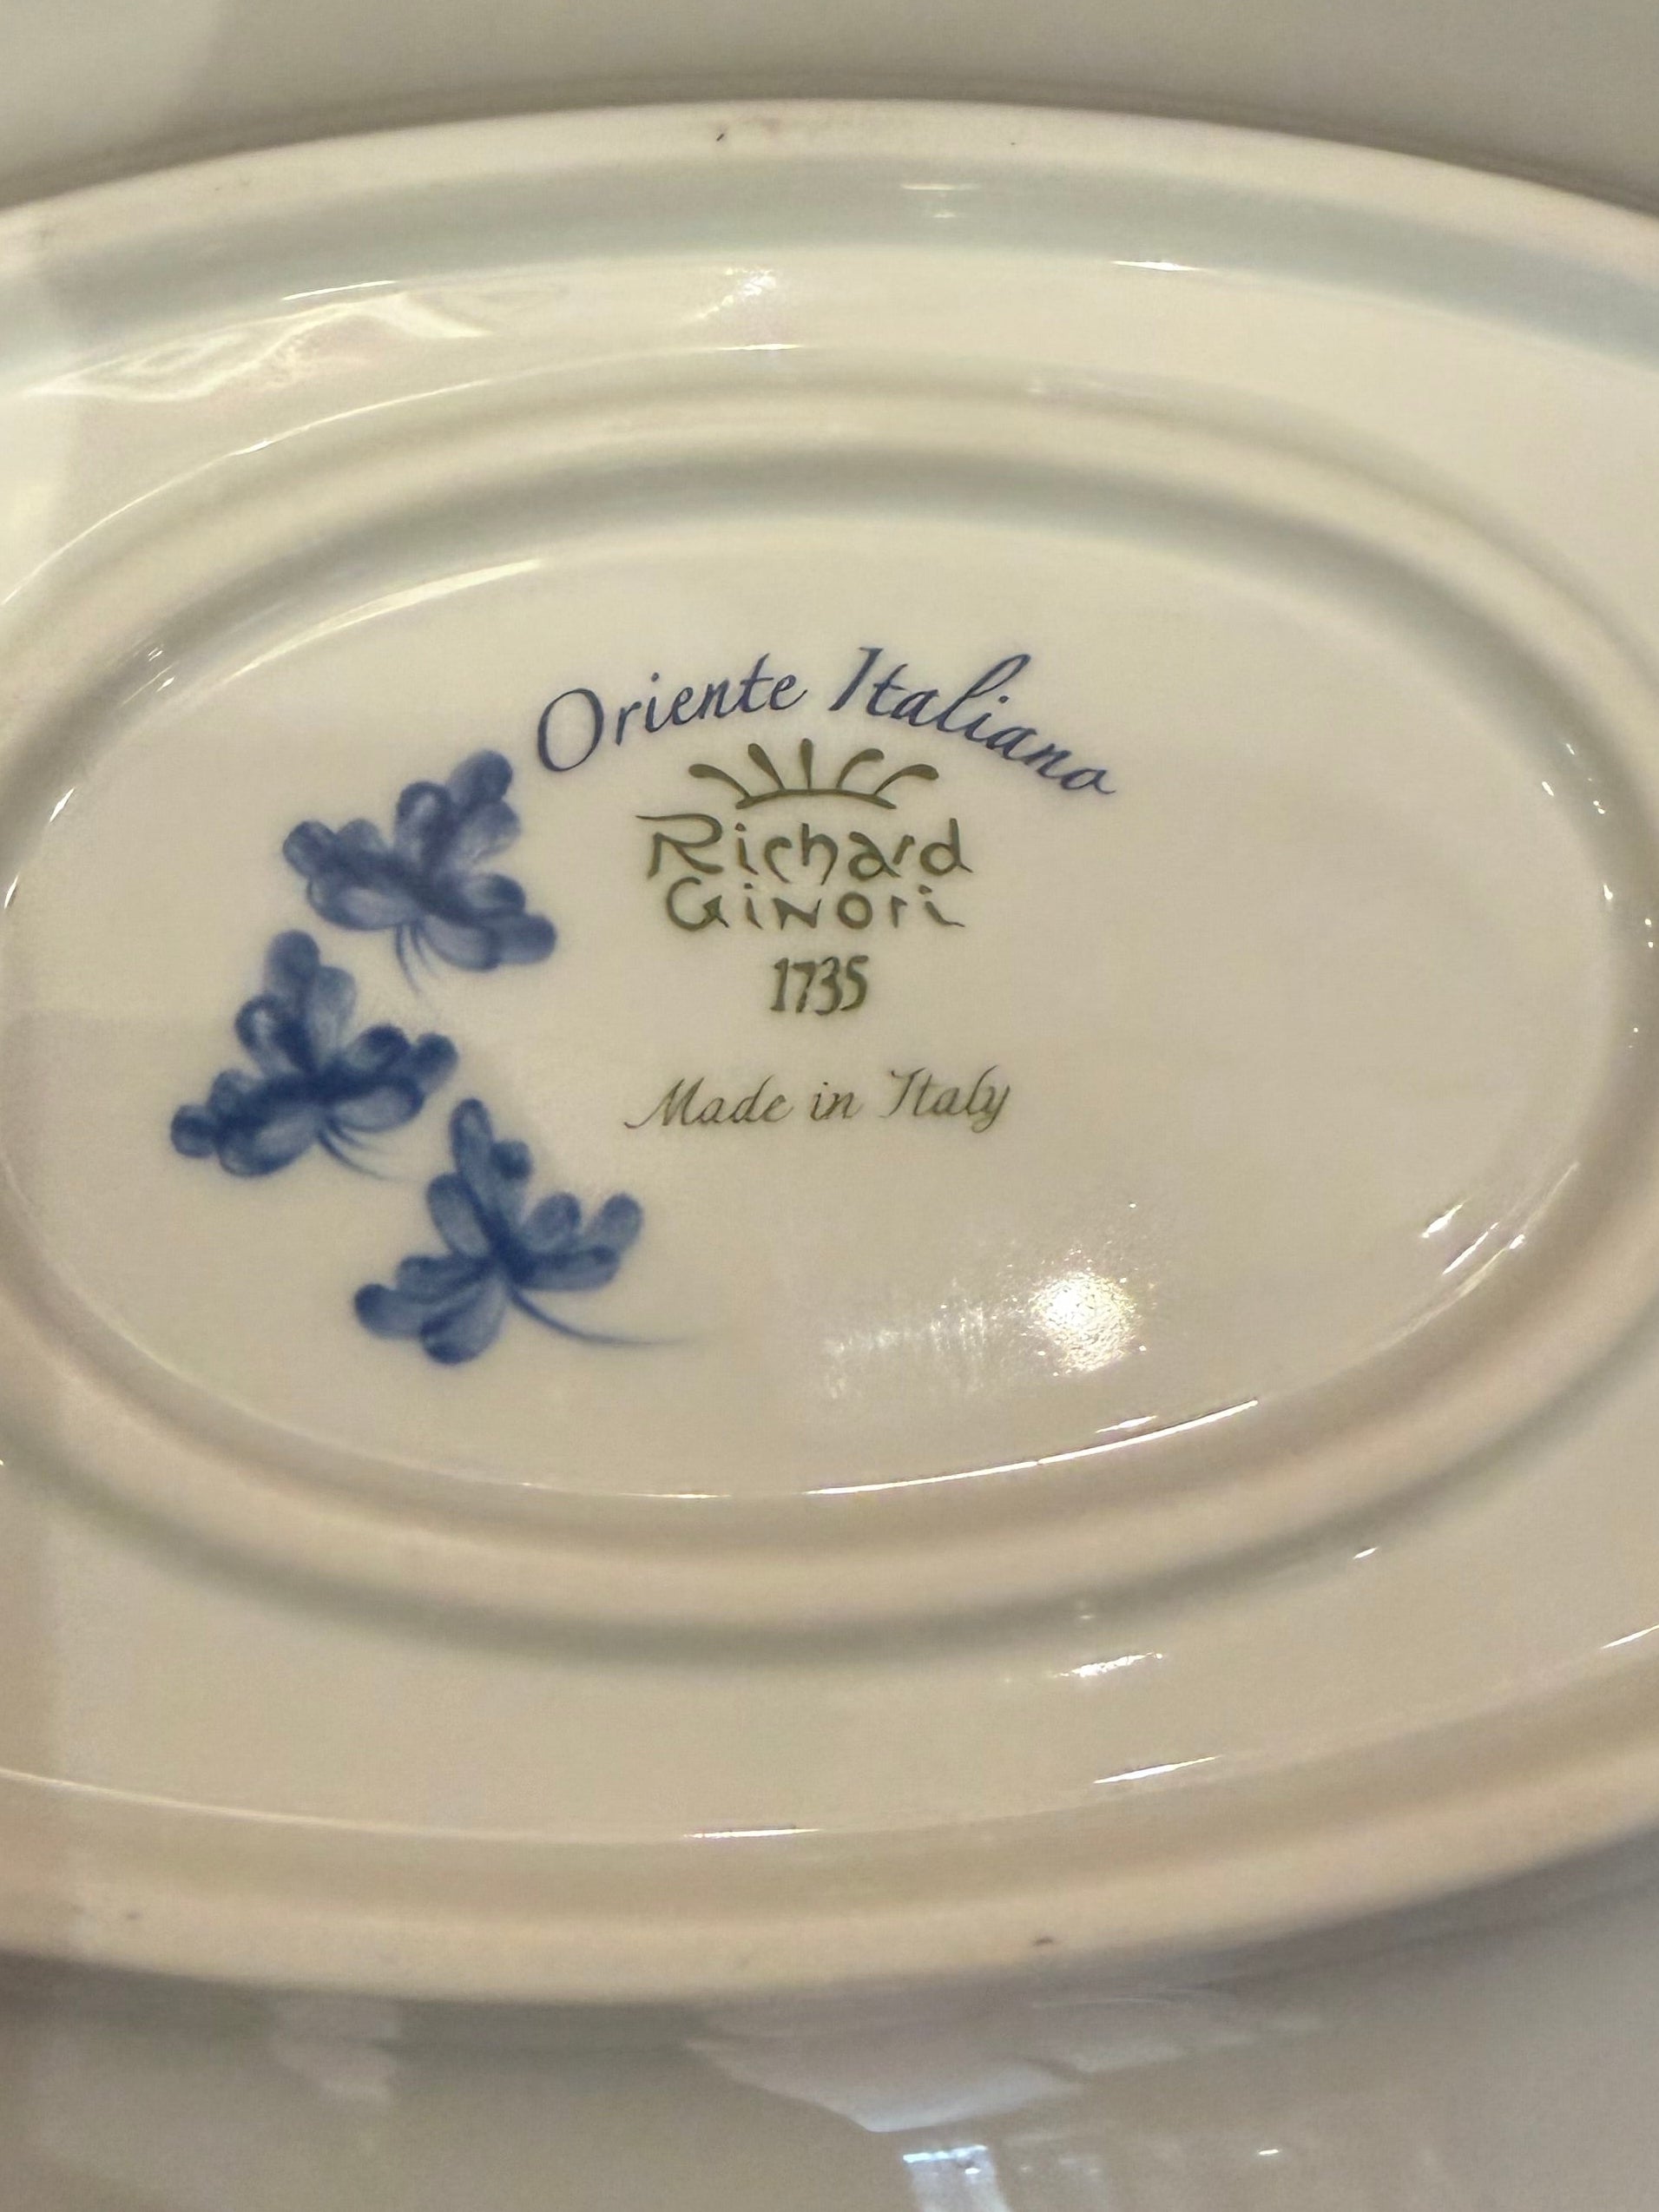 Oriente Italiano
Richard
Ginori
1735
Made in Italy